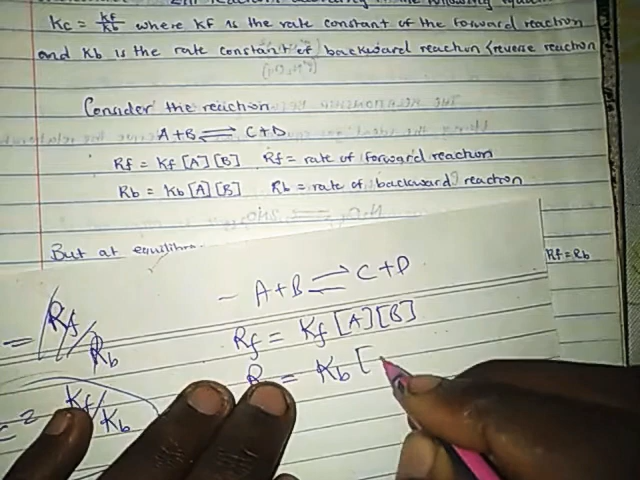 Kc = Kf/Kb where Kf is the rate constant of the forward reaction
and Kb is the rate constant of backward reaction (reverse reaction
Consider the reaction
A+B ⇌ C+D
Rf = Kf [A] [B] Rf = rate of forward reaction
Rb = Kb [A] [B] Rb = rate of backward reaction
But at equilibr
Rf = Rb
- A+B ⇌ C+D
= Rf/Rb
Rf = Kf [A][B]
R = Kb [
Kf/Kb